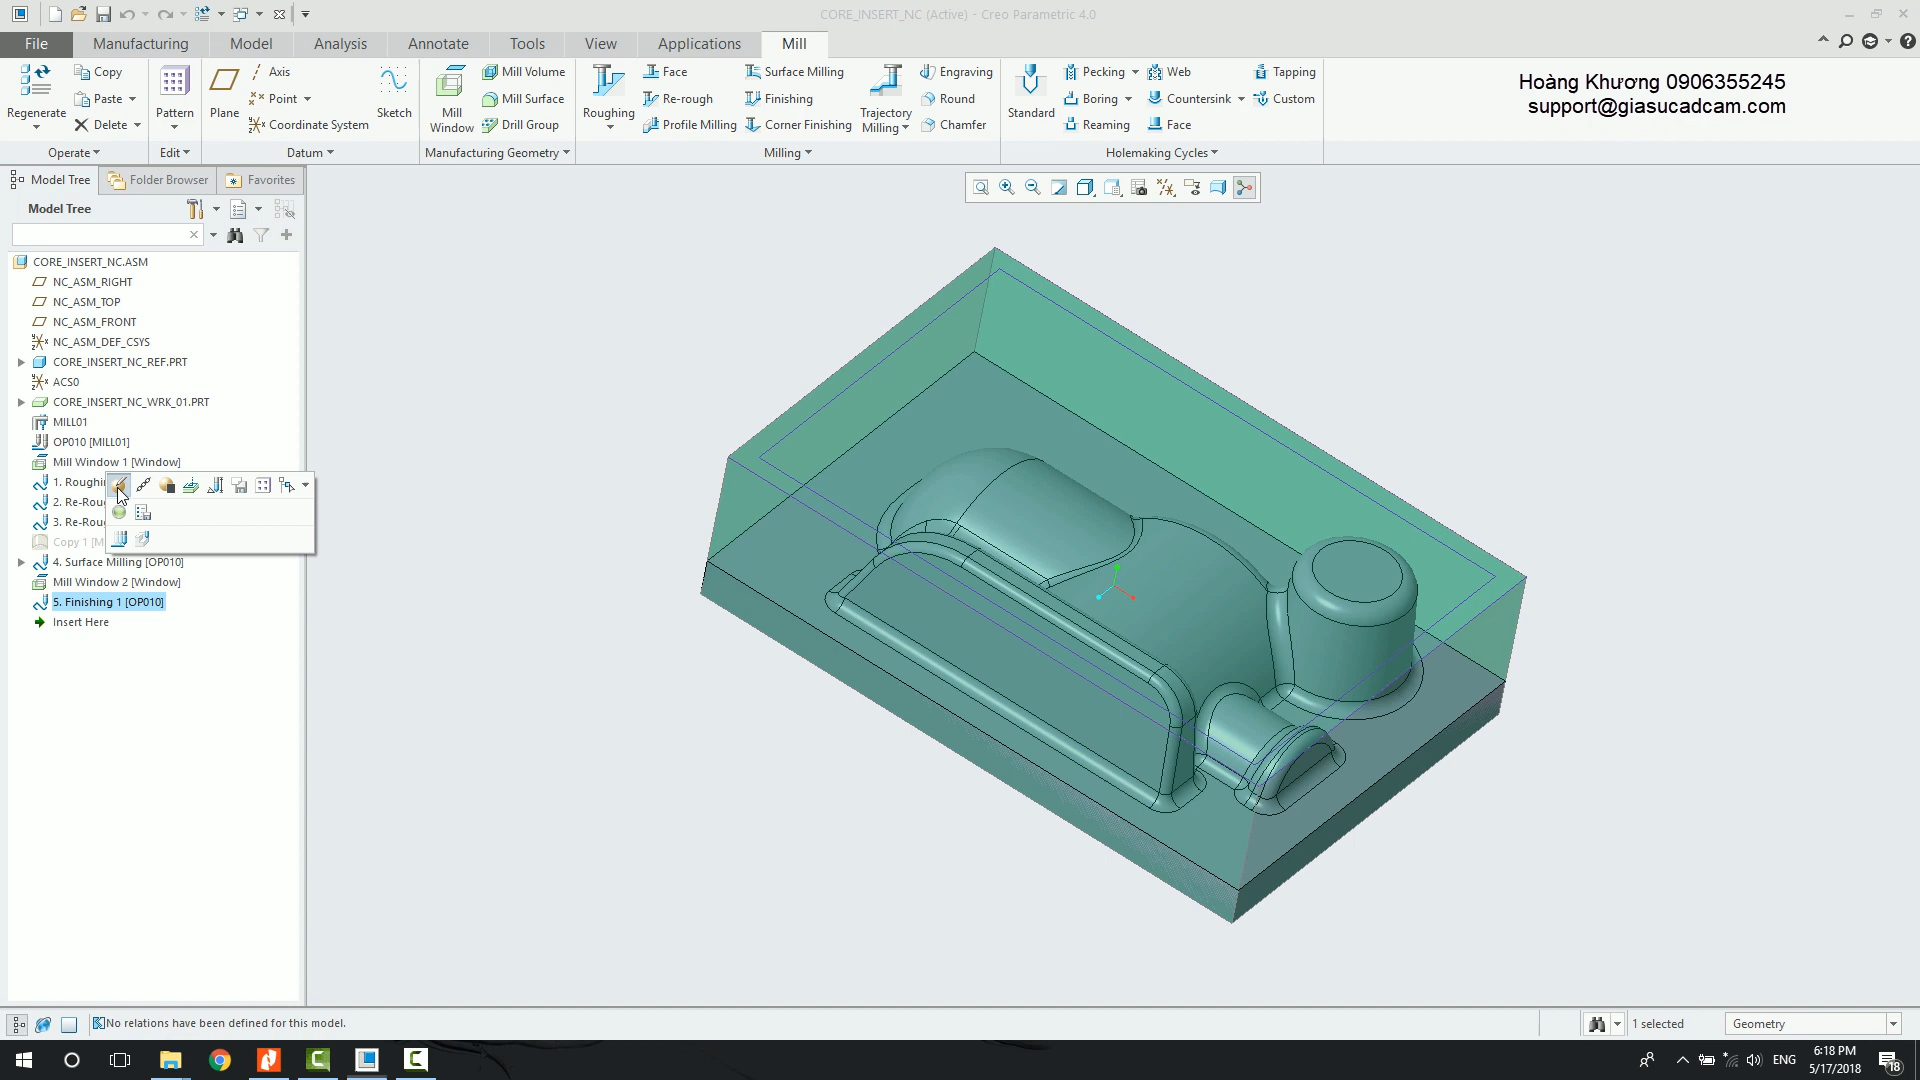 CORE_INSERT_NC (Active) - Creo Parametric 4.0
File Manufacturing Model Analysis Annotate Tools View Applications Mill
Regenerate
Copy
Paste
Delete
Operate
Pattern
Edit
Plane
Axis
Point
Coordinate System
Sketch
Datum
Mill Window
Mill Volume
Mill Surface
Drill Group
Manufacturing Geometry
Roughing
Face
Re-rough
Profile Milling
Surface Milling
Finishing
Corner Finishing
Trajectory Milling
Engraving
Round
Chamfer
Milling
Standard
Pecking
Boring
Reaming
Web
Countersink
Face
Tapping
Custom
Holemaking Cycles
Hoàng Khương 0906355245
support@giasucadcam.com
Model Tree Folder Browser Favorites
Model Tree
CORE_INSERT_NC.ASM
NC_ASM_RIGHT
NC_ASM_TOP
NC_ASM_FRONT
NC_ASM_DEF_CSYS
CORE_INSERT_NC_REF.PRT
ACS0
CORE_INSERT_NC_WRK_01.PRT
MILL01
OP010 [MILL01]
Mill Window 1 [Window]
1. Roughi
2. Re-Rou
3. Re-Rou
Copy 1 [M
4. Surface Milling [OP010]
Mill Window 2 [Window]
5. Finishing 1 [OP010]
Insert Here
No relations have been defined for this model.
1 selected
Geometry
ENG
6:18 PM
5/17/2018
18